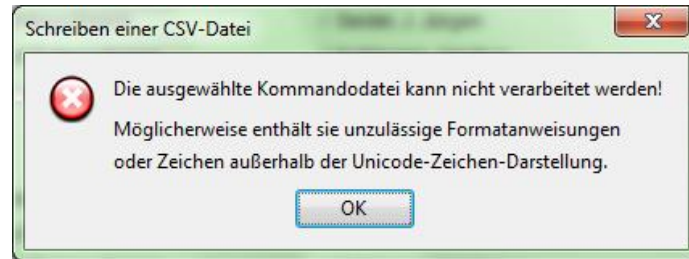 Schreiben einer CSV-Datei
Die ausgewählte Kommandodatei kann nicht verarbeitet werden!
Möglicherweise enthält sie unzulässige Formatanweisungen
oder Zeichen außerhalb der Unicode-Zeichen-Darstellung.
OK